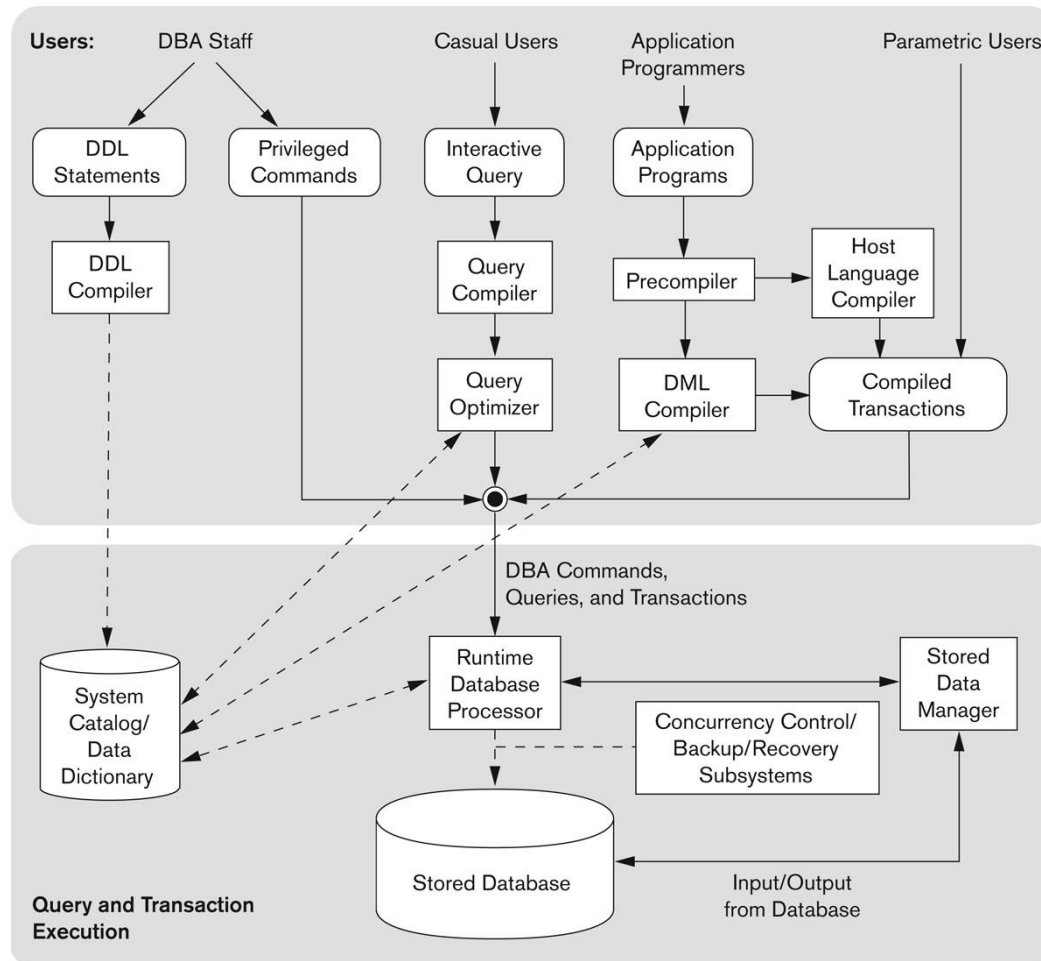 Users: DBA Staff Casual Users Application Programmers Parametric Users
DDL
Statements
Privileged
Commands
Interactive
Query
Application
Programs
DDL
Compiler
Query
Compiler
Precompiler
Host
Language
Compiler
Query
Optimizer
DML
Compiler
Compiled
Transactions
DBA Commands,
Queries, and Transactions
System
Catalog/
Data
Dictionary
Runtime
Database
Processor
Stored
Data
Manager
Concurrency Control/
Backup/Recovery
Subsystems
Stored Database
Input/Output
from Database
Query and Transaction
Execution